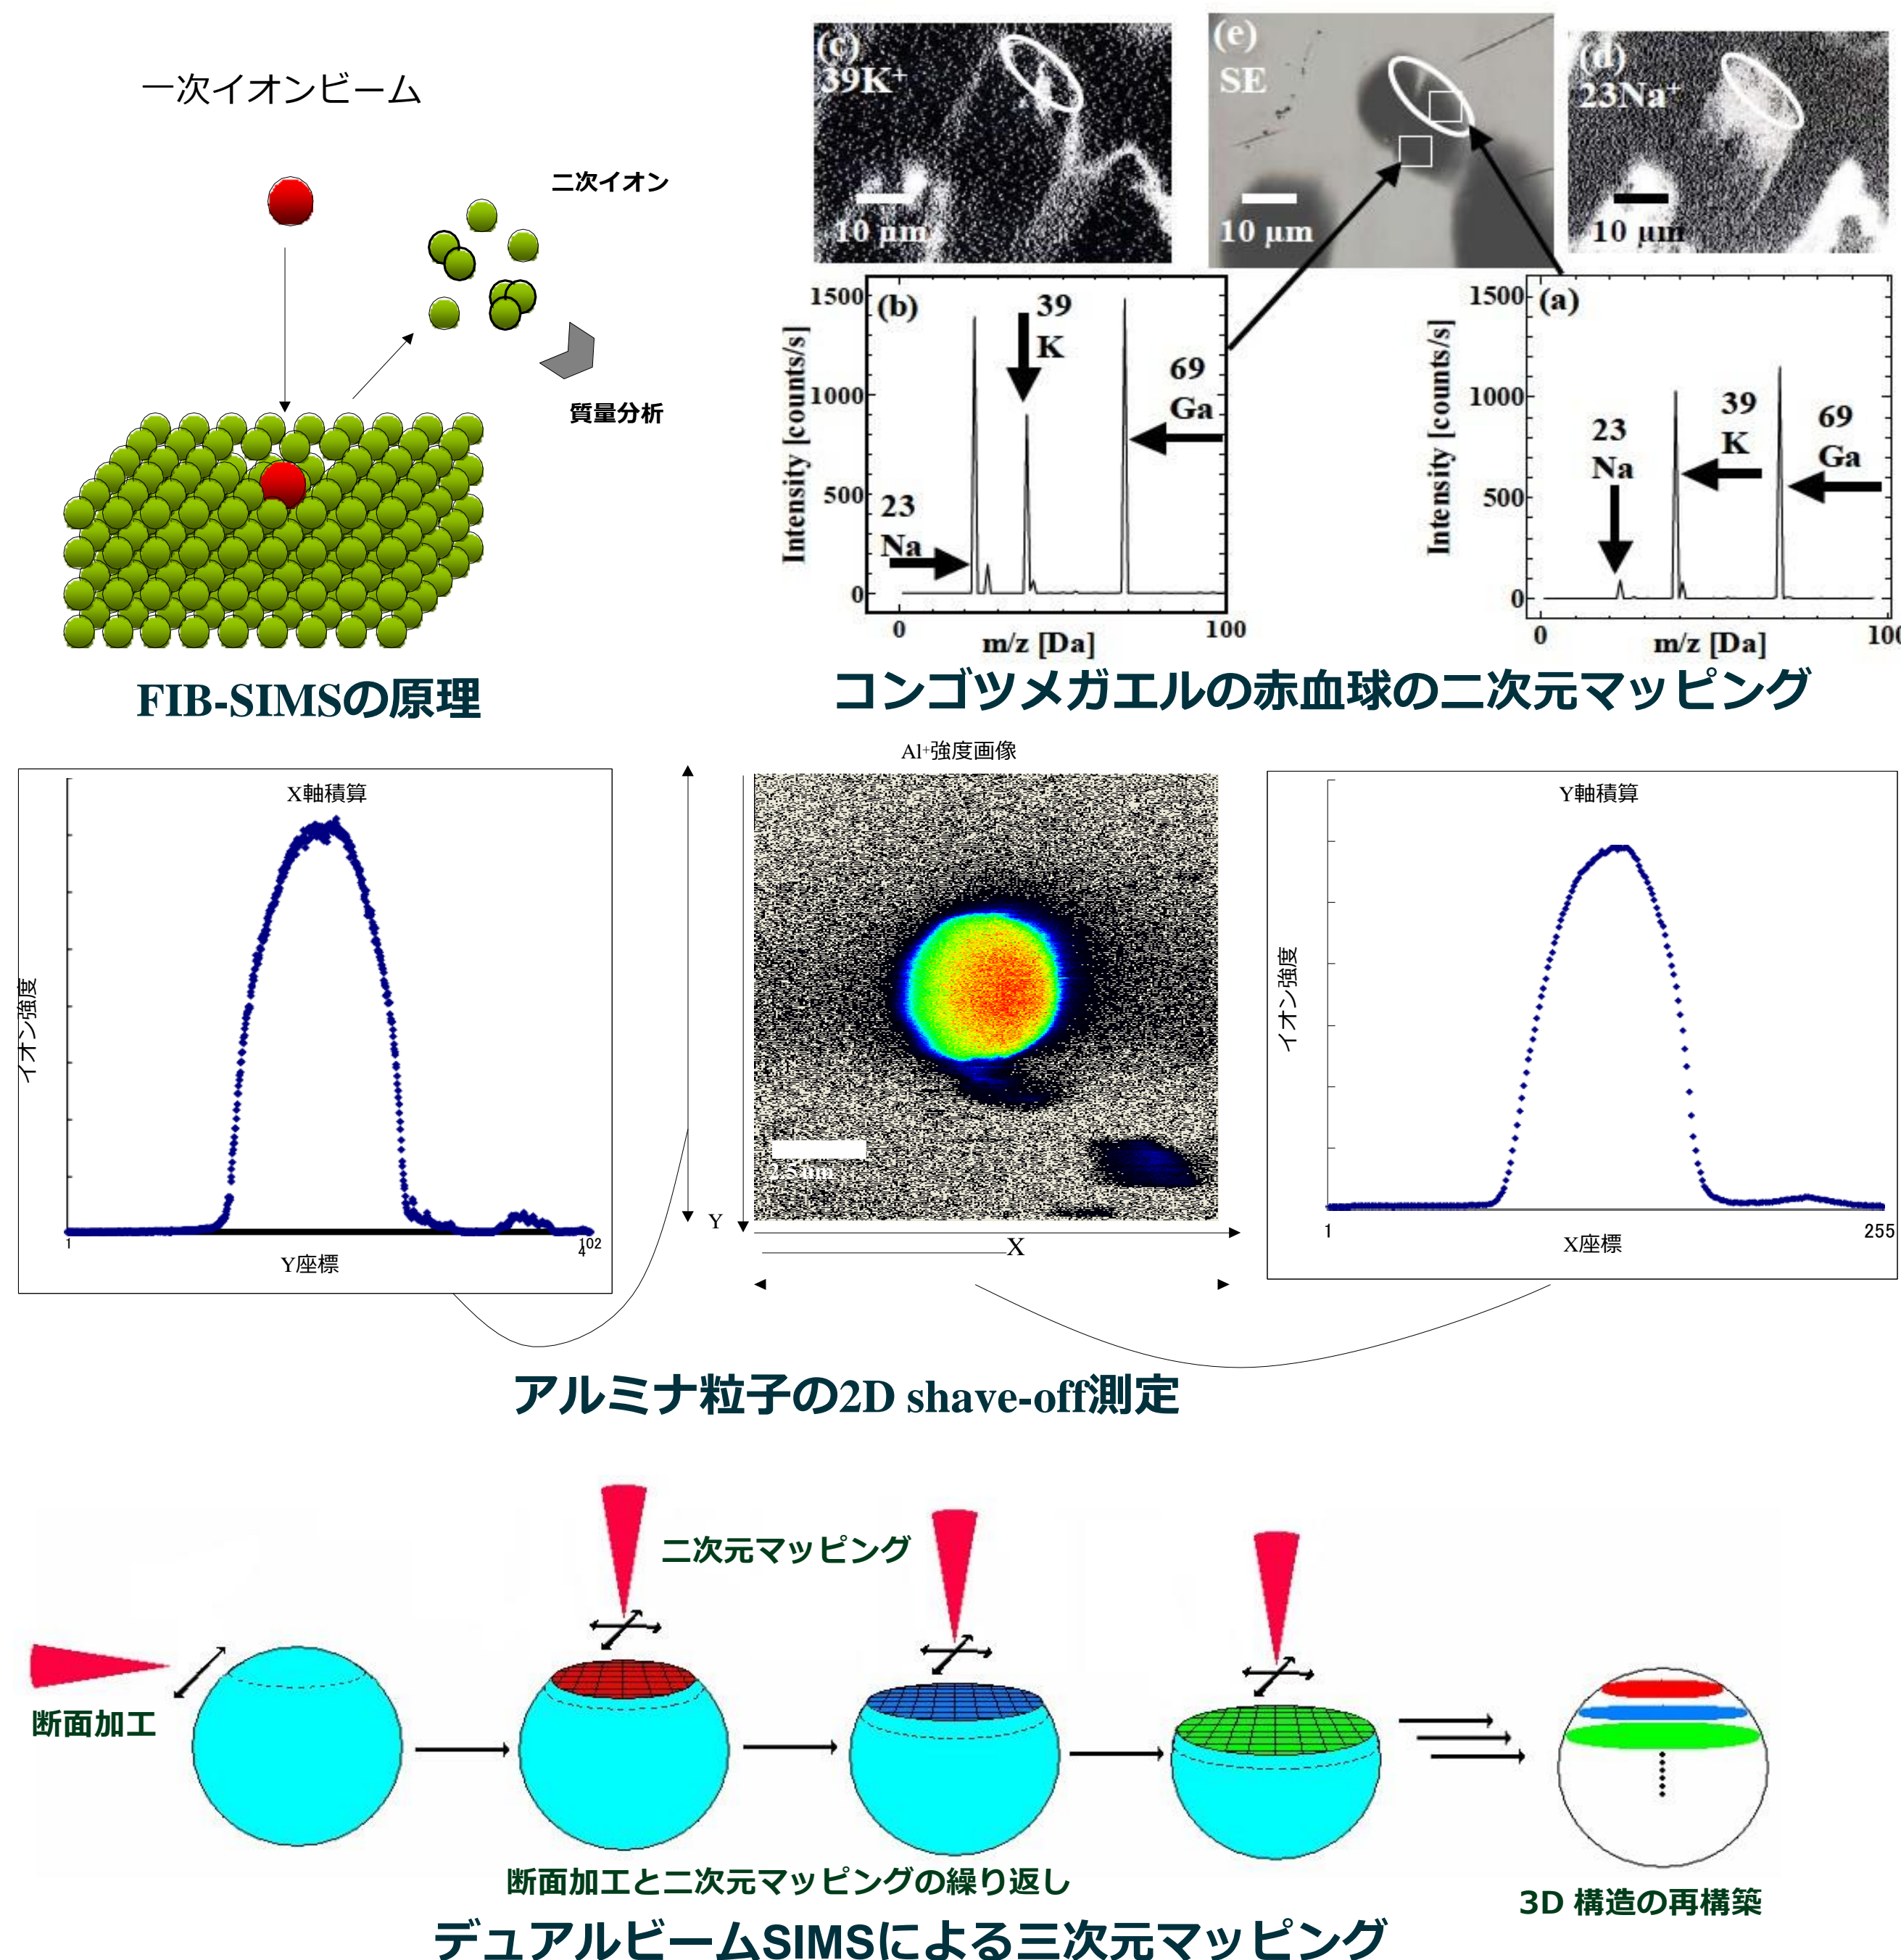 一次イオンビーム
二次イオン
質量分析
FIB-SIMSの原理
(c)
39K+
10 μm
(e)
SE
10 μm
(d)
23Na+
10 μm
(b)
Intensity [counts/s]
1500
1000
500
0
23
Na
39
K
69
Ga
0
100
m/z [Da]
(a)
Intensity [counts/s]
1500
1000
500
0
23
Na
39
K
69
Ga
0
100
m/z [Da]
コンゴツメガエルの赤血球の二次元マッピング
X軸積算
イオン強度
1
102
4
Y座標
Al+強度画像
Y
X
Y軸積算
イオン強度
1
255
X座標
アルミナ粒子の2D shave-off測定
二次元マッピング
断面加工
断面加工と二次元マッピングの繰り返し
3D 構造の再構築
デュアルビームSIMSによる三次元マッピング